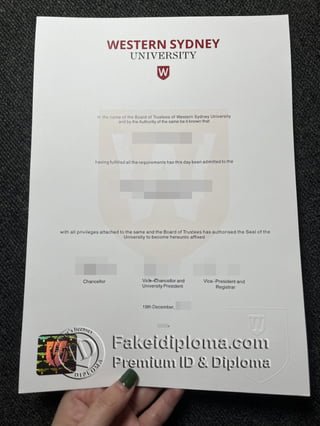 WESTERN SYDNEY
UNIVERSITY
W
In the name of the Board of Trustees of Western Sydney University
and by the Authority of the same be it known that
having fulfilled all the requirements has this day been admitted to the
with all privileges attached to the same and the Board of Trustees has authorised the Seal of the
University to become hereunto affixed.
Chancellor
Vice-Chancellor and
University President
Vice-President and
Registrar
19th December,
W
Fakeidiploma.com
Premium ID & Diploma
DIPLOMA